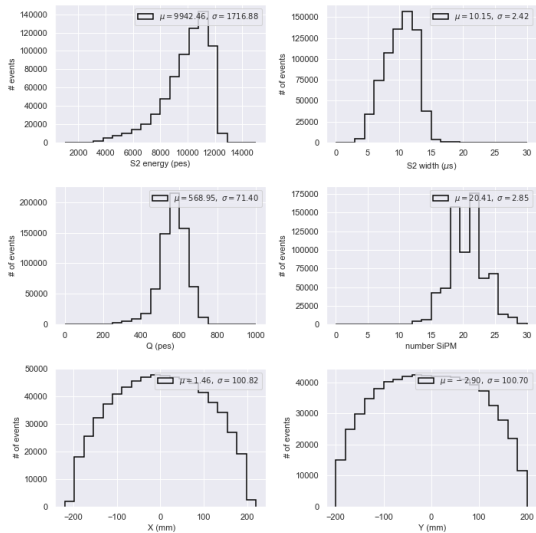 140000
120000
100000
80000
60000
40000
20000
0
# of events
μ = 9942.46, σ = 1716.88
2000 4000 6000 8000 10000 12000 14000
S2 energy (pes)
150000
125000
100000
75000
50000
25000
0
# of events
μ = 10.15, σ = 2.42
0 5 10 15 20 25 30
S2 width (μs)
200000
150000
100000
50000
0
# of events
μ = 568.95, σ = 71.40
0 200 400 600 800 1000
Q (pes)
175000
150000
125000
100000
75000
50000
25000
0
# of events
μ = 20.41, σ = 2.85
0 5 10 15 20 25 30
number SiPM
50000
40000
30000
20000
10000
0
# of events
μ = 1.46, σ = 100.82
−200 −100 0 100 200
X (mm)
40000
30000
20000
10000
0
# of events
μ = −2.90, σ = 100.70
−200 −100 0 100 200
Y (mm)